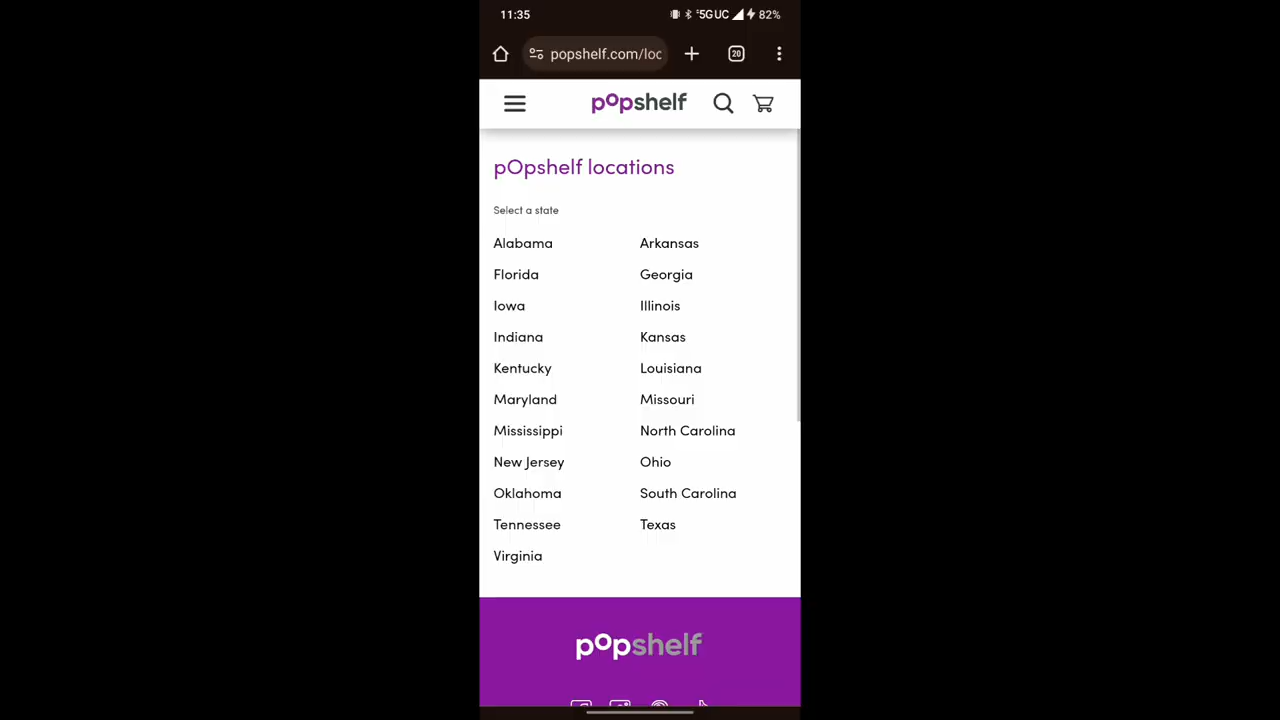 11:35
5G UC 82%
popshelf.com/loc
20
pOpshelf
pOpshelf locations
Select a state
Alabama Arkansas
Florida Georgia
Iowa Illinois
Indiana Kansas
Kentucky Louisiana
Maryland Missouri
Mississippi North Carolina
New Jersey Ohio
Oklahoma South Carolina
Tennessee Texas
Virginia
pOpshelf